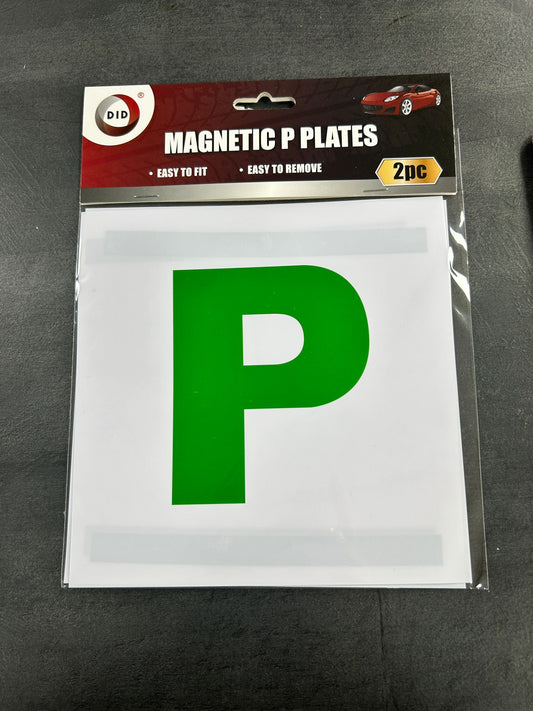 DID ®
MAGNETIC P PLATES
• EASY TO FIT • EASY TO REMOVE
2pc
P